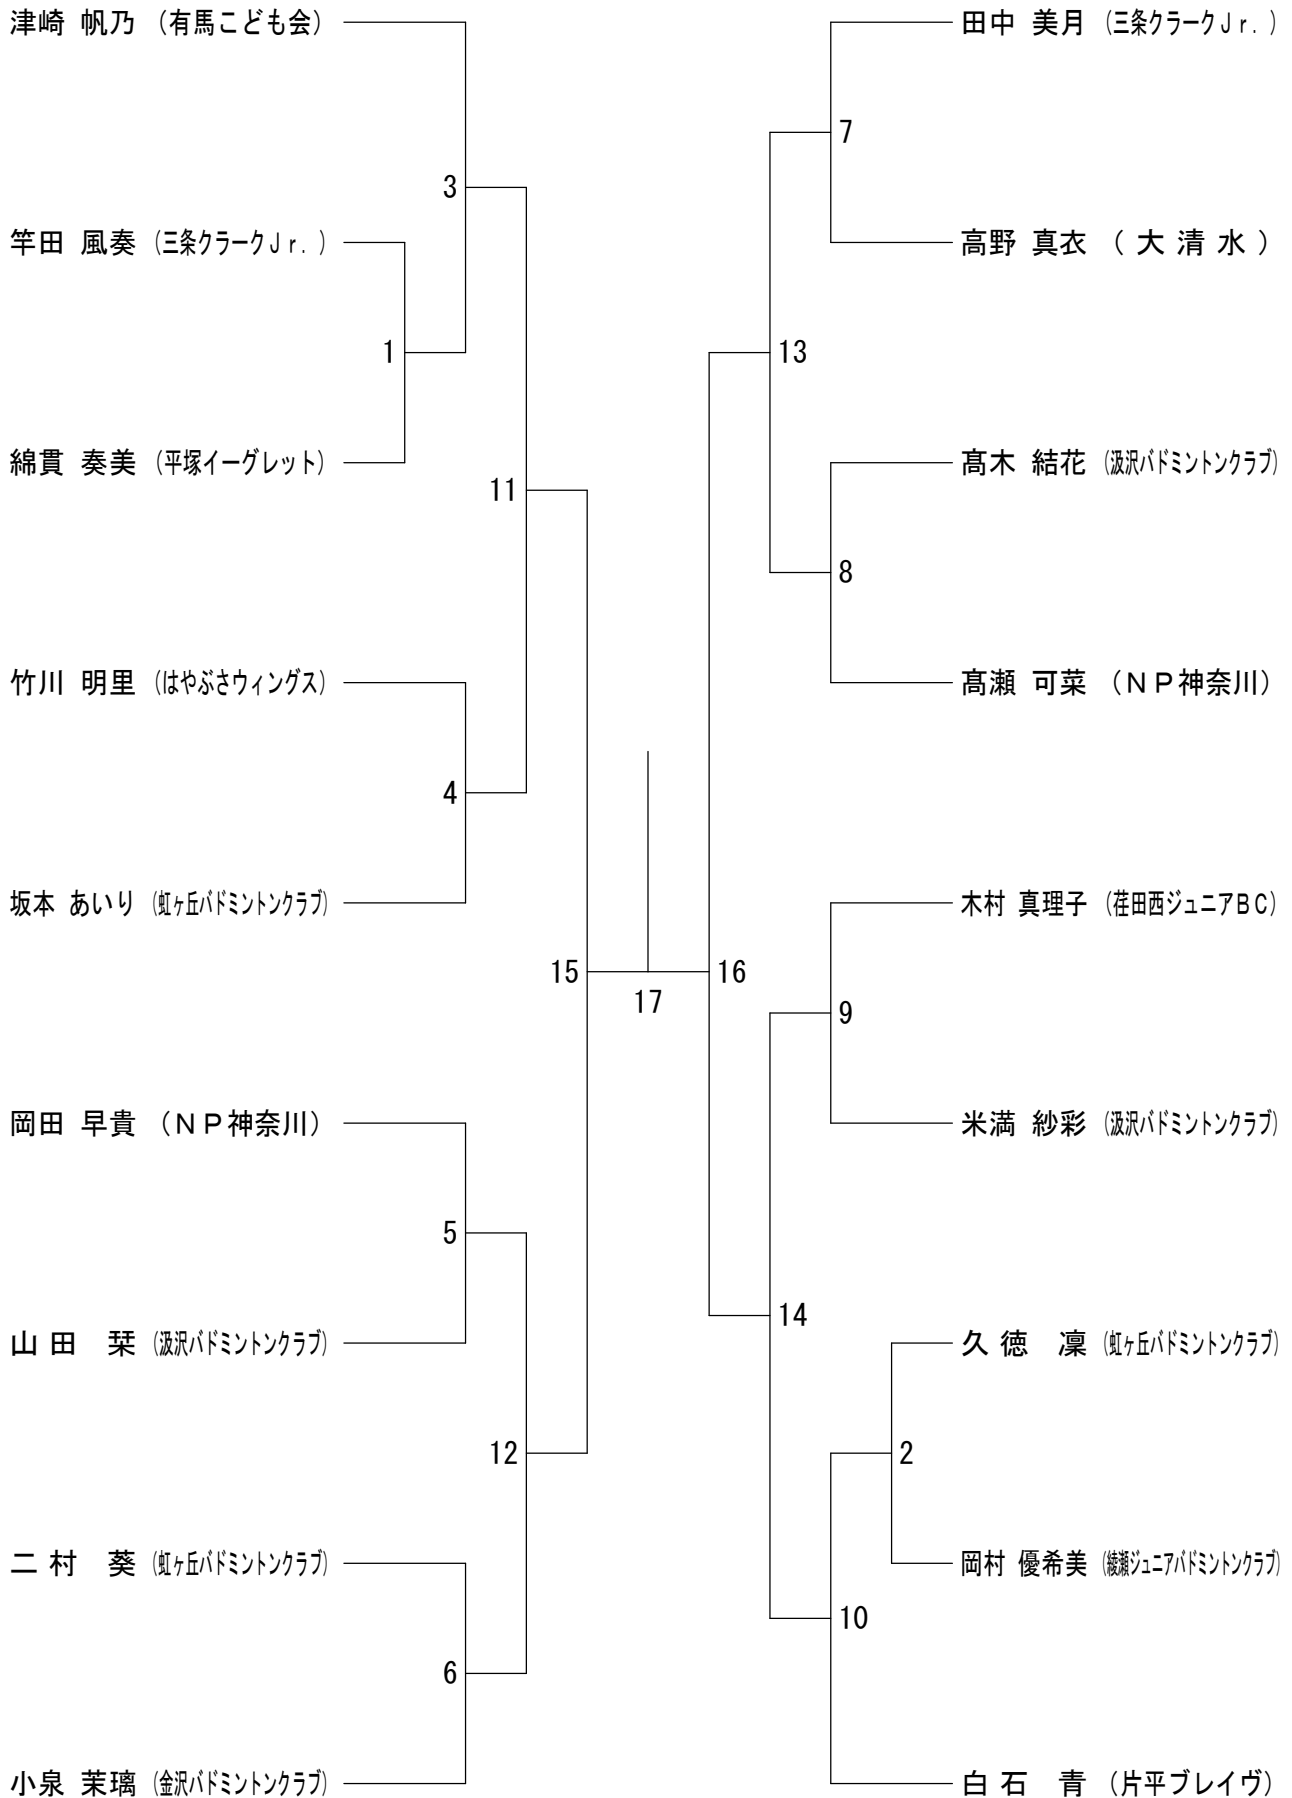 津崎 帆乃 (有馬こども会)
3
竿田 風奏 (三条クラークJr.)
1
綿貫 奏美 (平塚イーグレット)
11
竹川 明里 (はやぶさウィングス)
4
坂本 あいり (虹ヶ丘バドミントンクラブ)
15
岡田 早貴 (NP神奈川)
5
山田 栞 (汲沢バドミントンクラブ)
12
二村 葵 (虹ヶ丘バドミントンクラブ)
6
小泉 茉璃 (金沢バドミントンクラブ)
17
田中 美月 (三条クラークJr.)
7
高野 真衣 (大清水)
13
髙木 結花 (汲沢バドミントンクラブ)
8
髙瀬 可菜 (NP神奈川)
16
木村 真理子 (荏田西ジュニアBC)
9
米満 紗彩 (汲沢バドミントンクラブ)
14
久徳 凜 (虹ヶ丘バドミントンクラブ)
2
岡村 優希美 (綾瀬ジュニアバドミントンクラブ)
10
白石 青 (片平ブレイヴ)